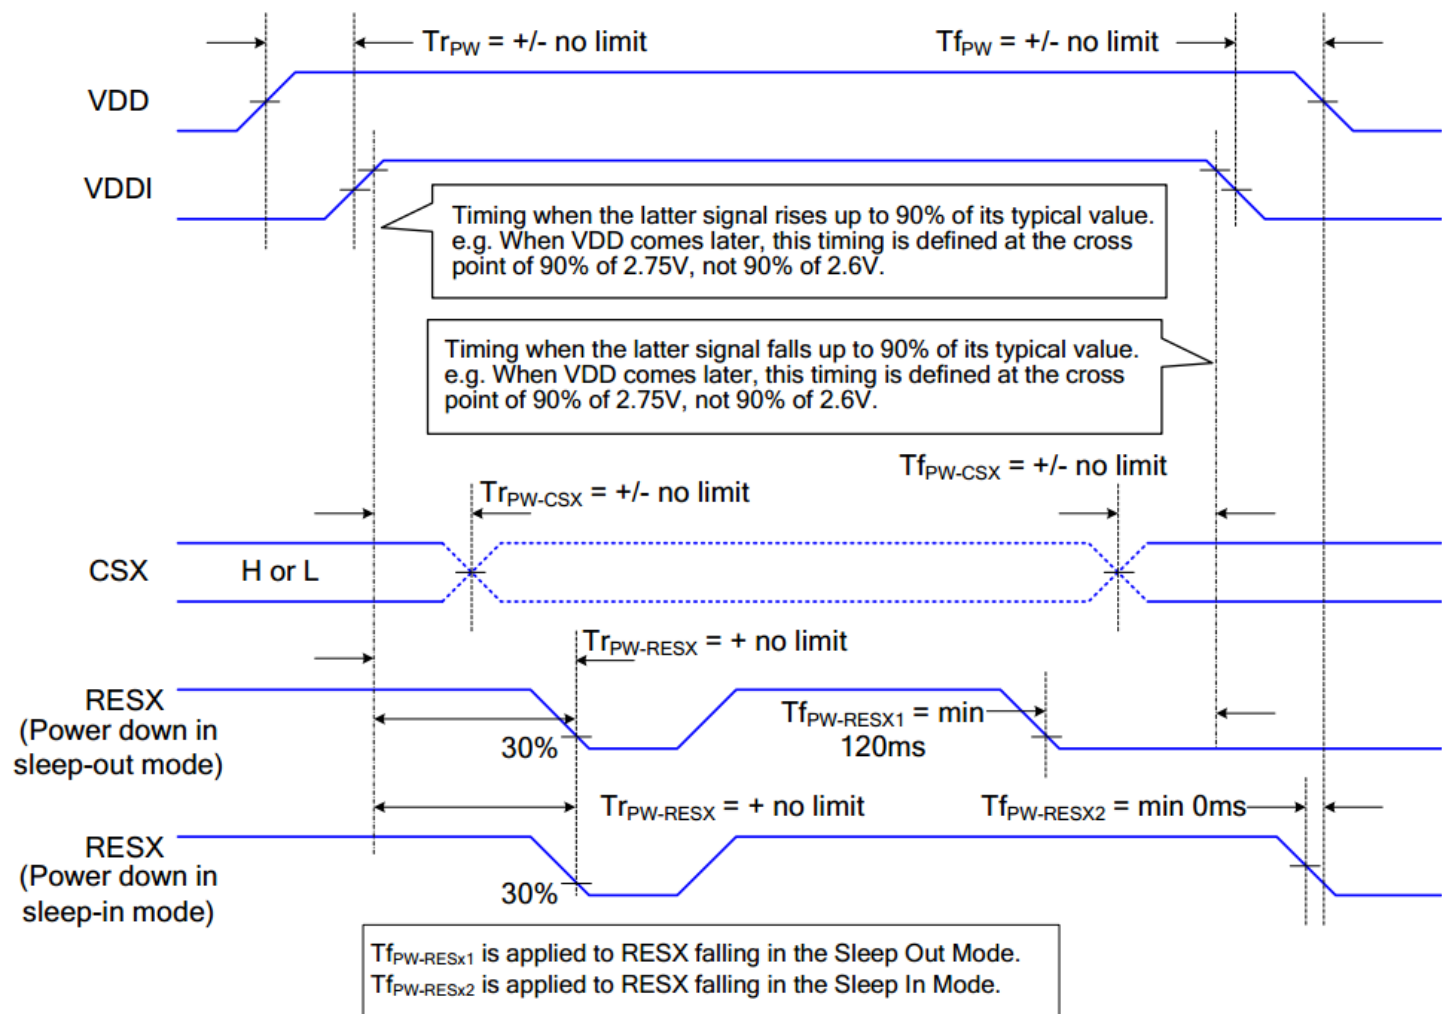 TrPW = +/- no limit
TfPW = +/- no limit
VDD
VDDI
Timing when the latter signal rises up to 90% of its typical value.
e.g. When VDD comes later, this timing is defined at the cross
point of 90% of 2.75V, not 90% of 2.6V.
Timing when the latter signal falls up to 90% of its typical value.
e.g. When VDD comes later, this timing is defined at the cross
point of 90% of 2.75V, not 90% of 2.6V.
TfPW-CSX = +/- no limit
TrPW-CSX = +/- no limit
CSX
H or L
TrPW-RESX = + no limit
RESX
(Power down in
sleep-out mode)
30%
TfPW-RESX1 = min
120ms
TrPW-RESX = + no limit
TfPW-RESX2 = min 0ms
RESX
(Power down in
sleep-in mode)
30%
TfPW-RESx1 is applied to RESX falling in the Sleep Out Mode.
TfPW-RESx2 is applied to RESX falling in the Sleep In Mode.